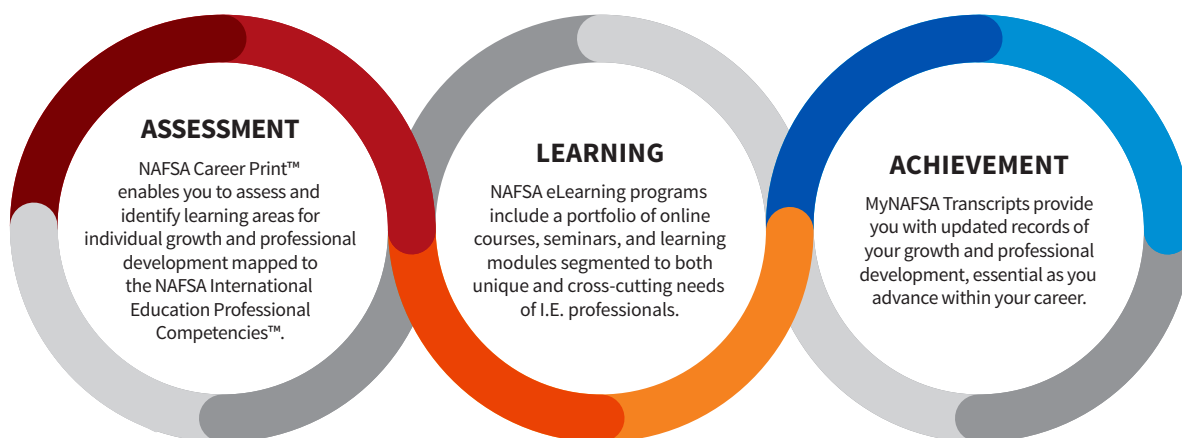 ASSESSMENT
NAFSA Career Print™
enables you to assess and
identify learning areas for
individual growth and professional
development mapped to
the NAFSA International
Education Professional
Competencies™.
LEARNING
NAFSA eLearning programs
include a portfolio of online
courses, seminars, and learning
modules segmented to both
unique and cross-cutting needs
of I.E. professionals.
ACHIEVEMENT
MyNAFSA Transcripts provide
you with updated records of
your growth and professional
development, essential as you
advance within your career.